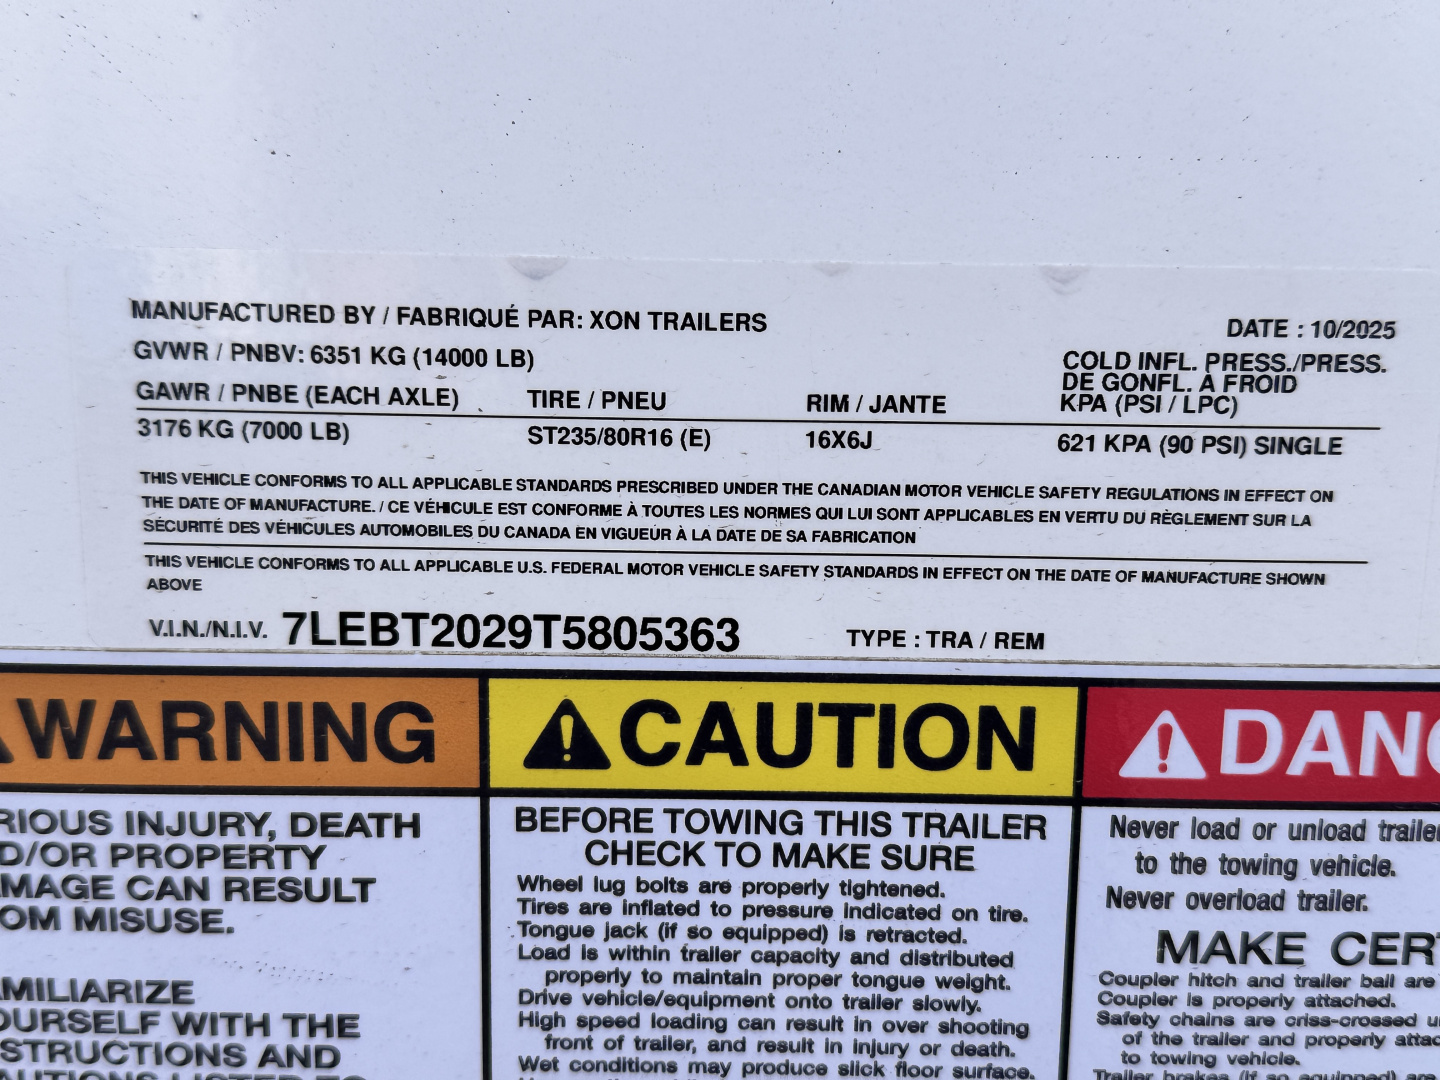 MANUFACTURED BY / FABRIQUÉ PAR: XON TRAILERS
DATE : 10/2025
GVWR / PNBV: 6351 KG (14000 LB)
COLD INFL. PRESS./PRESS.
DE GONFL. À FROID
KPA (PSI / LPC)
GAWR / PNBE (EACH AXLE) TIRE / PNEU RIM / JANTE
3176 KG (7000 LB) ST235/80R16 (E) 16X6J 621 KPA (90 PSI) SINGLE
THIS VEHICLE CONFORMS TO ALL APPLICABLE STANDARDS PRESCRIBED UNDER THE CANADIAN MOTOR VEHICLE SAFETY REGULATIONS IN EFFECT ON
THE DATE OF MANUFACTURE. / CE VÉHICULE EST CONFORME À TOUTES LES NORMES QUI LUI SONT APPLICABLES EN VERTU DU RÈGLEMENT SUR LA
SÉCURITÉ DES VÉHICULES AUTOMOBILES DU CANADA EN VIGUEUR À LA DATE DE SA FABRICATION
THIS VEHICLE CONFORMS TO ALL APPLICABLE U.S. FEDERAL MOTOR VEHICLE SAFETY STANDARDS IN EFFECT ON THE DATE OF MANUFACTURE SHOWN
ABOVE
V.I.N./N.I.V. 7LEBT2029T5805363 TYPE : TRA / REM
WARNING
RIOUS INJURY, DEATH
D/OR PROPERTY
MAGE CAN RESULT
OM MISUSE.
MILIARIZE
OURSELF WITH THE
STRUCTIONS AND
CAUTION
BEFORE TOWING THIS TRAILER
CHECK TO MAKE SURE
Wheel lug bolts are properly tightened.
Tires are inflated to pressure indicated on tire.
Tongue jack (if so equipped) is retracted.
Load is within trailer capacity and distributed
properly to maintain proper tongue weight.
Drive vehicle/equipment onto trailer slowly.
High speed loading can result in over shooting
front of trailer, and result in injury or death.
Wet conditions may produce slick floor surface.
DANG
Never load or unload trailer
to the towing vehicle.
Never overload trailer.
MAKE CERT
Coupler hitch and trailer ball are
Coupler is properly attached.
Safety chains are criss-crossed u
of the trailer and properly attac
to towing vehicle.
Trailer brakes (if so equipped) are